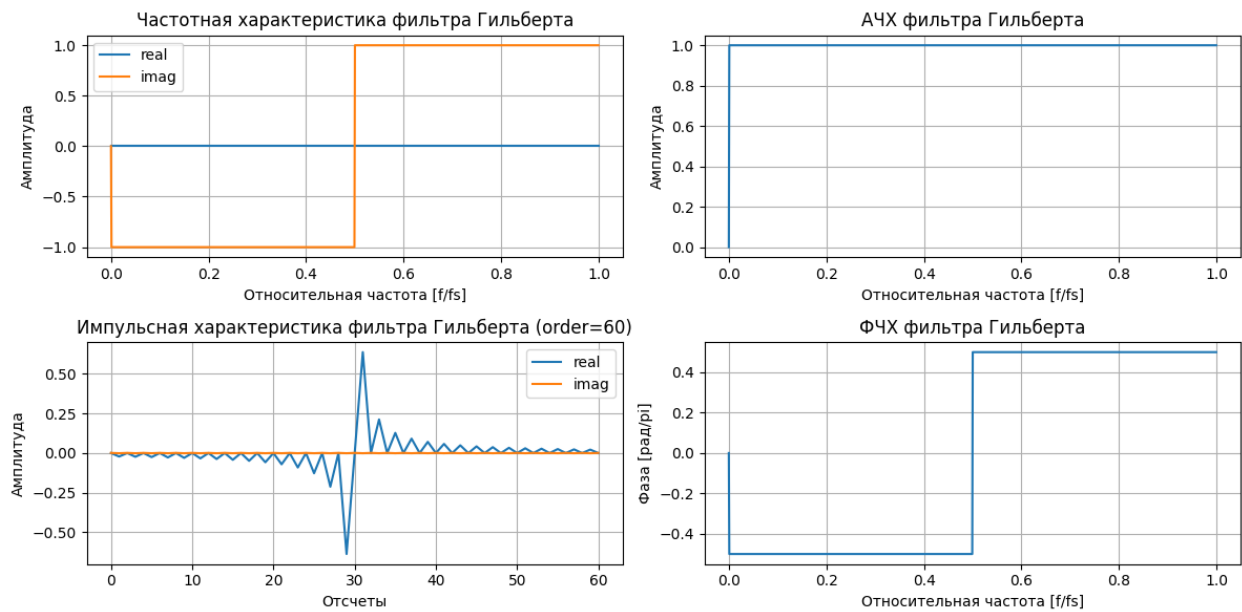 Частотная характеристика фильтра Гильберта
real
imag
Амплитуда
1.0
0.5
0.0
−0.5
−1.0
0.0 0.2 0.4 0.6 0.8 1.0
Относительная частота [f/fs]
АЧХ фильтра Гильберта
Амплитуда
1.0
0.8
0.6
0.4
0.2
0.0
0.0 0.2 0.4 0.6 0.8 1.0
Относительная частота [f/fs]
Импульсная характеристика фильтра Гильберта (order=60)
real
imag
Амплитуда
0.50
0.25
0.00
−0.25
−0.50
0 10 20 30 40 50 60
Отсчеты
ФЧХ фильтра Гильберта
Фаза [рад/pi]
0.4
0.2
0.0
−0.2
−0.4
0.0 0.2 0.4 0.6 0.8 1.0
Относительная частота [f/fs]